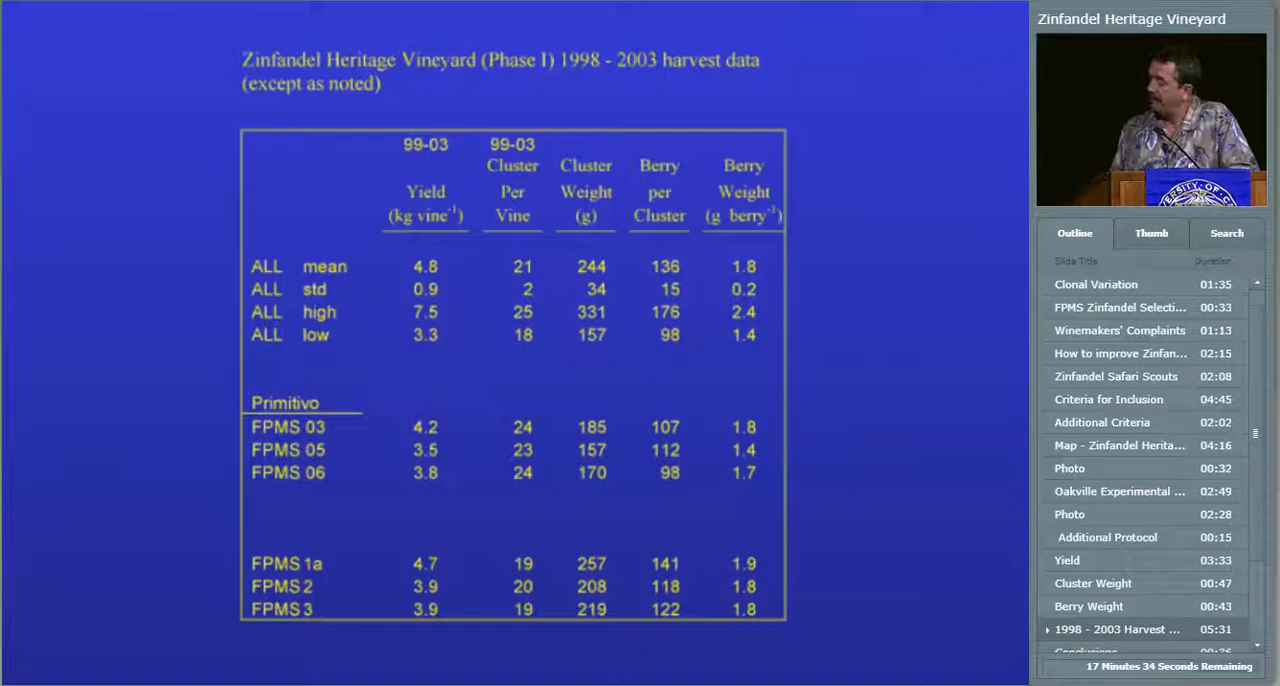 Zinfandel Heritage Vineyard (Phase I) 1998 - 2003 harvest data
(except as noted)
99-03 99-03
Cluster Cluster Berry Berry
Yield Per Weight per Weight
(kg vine⁻¹) Vine (g) Cluster (g berry⁻¹)
ALL mean 4.8 21 244 136 1.8
ALL std 0.9 2 34 15 0.2
ALL high 7.5 25 331 176 2.4
ALL low 3.3 18 157 98 1.4
Primitivo
FPMS 03 4.2 24 185 107 1.8
FPMS 05 3.5 23 157 112 1.4
FPMS 06 3.8 24 170 98 1.7
FPMS 1a 4.7 19 257 141 1.9
FPMS 2 3.9 20 208 118 1.8
FPMS 3 3.9 19 219 122 1.8
Zinfandel Heritage Vineyard
Outline Thumb Search
Slide Title Duration
Clonal Variation 01:35
FPMS Zinfandel Selecti... 00:33
Winemakers' Complaints 01:13
How to improve Zinfan... 02:15
Zinfandel Safari Scouts 02:08
Criteria for Inclusion 04:45
Additional Criteria 02:02
Map - Zinfandel Herita... 04:16
Photo 00:32
Oakville Experimental ... 02:49
Photo 02:28
Additional Protocol 00:15
Yield 03:33
Cluster Weight 00:47
Berry Weight 00:43
1998 - 2003 Harvest ... 05:31
Conclusions
17 Minutes 34 Seconds Remaining